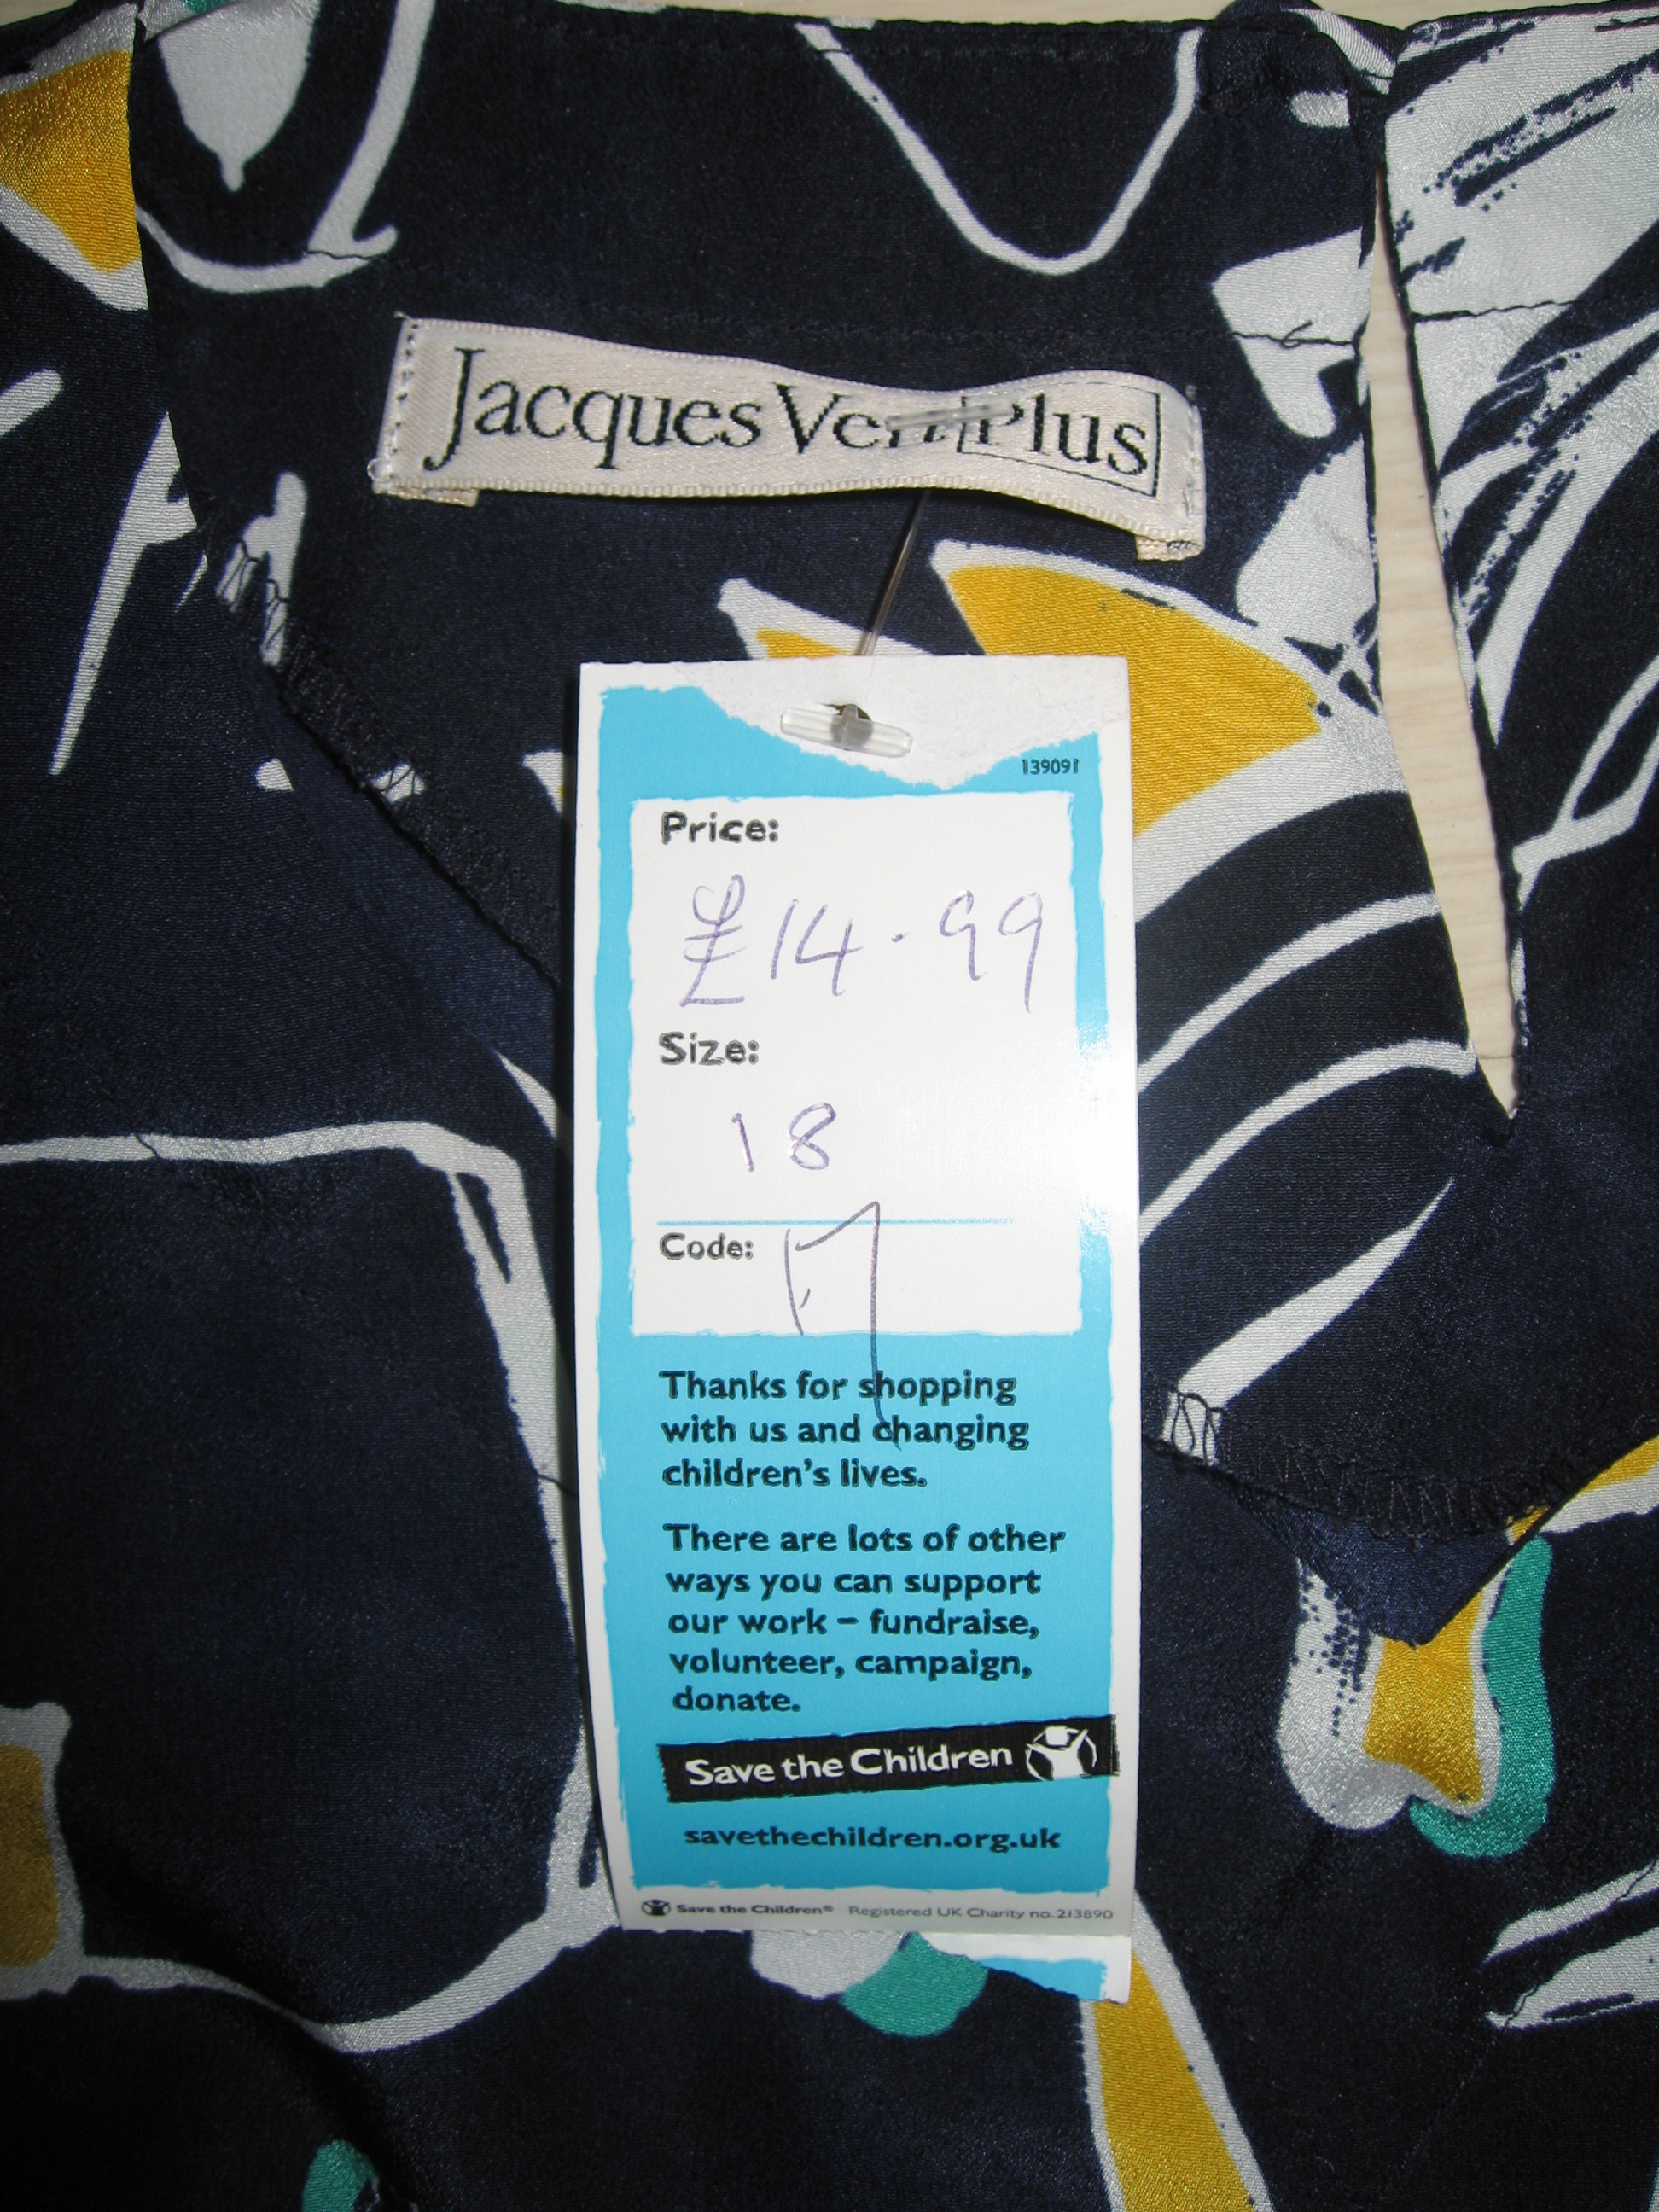 Jacques Vert Plus
139091
Price:
£14.99
Size:
18
Code:
Thanks for shopping
with us and changing
children's lives.
There are lots of other
ways you can support
our work – fundraise,
volunteer, campaign,
donate.
Save the Children
savethechildren.org.uk
Save the Children® Registered UK Charity no. 213890